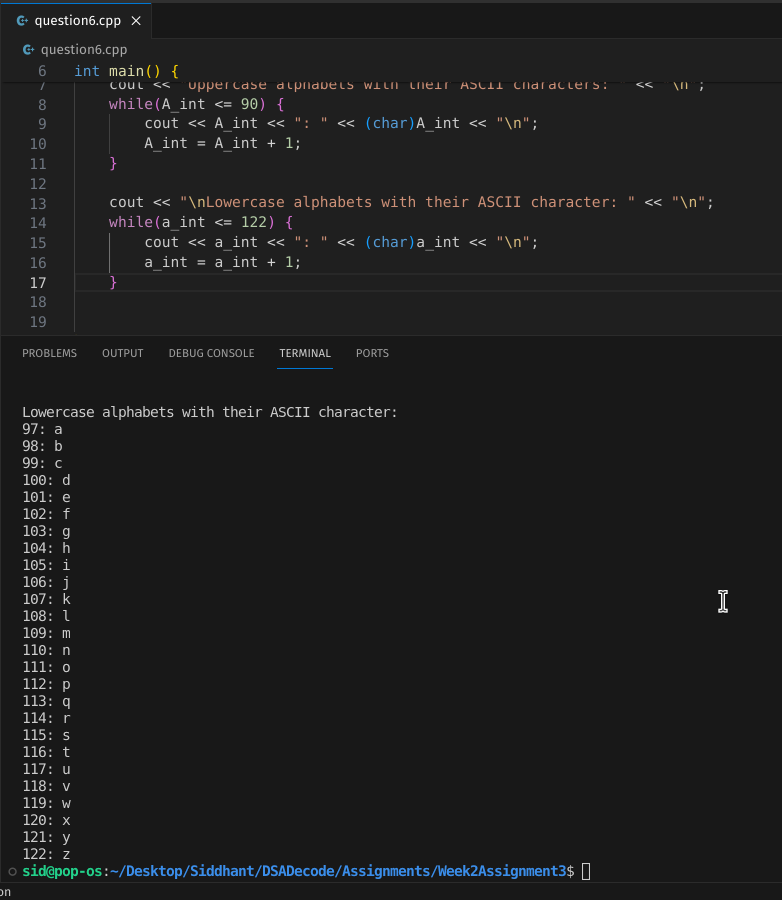 question6.cpp
question6.cpp
6 int main() {
7 cout << "Uppercase alphabets with their ASCII characters: " << "\n";
8 while(A_int <= 90) {
9 cout << A_int << ": " << (char)A_int << "\n";
10 A_int = A_int + 1;
11 }
12
13 cout << "\nLowercase alphabets with their ASCII character: " << "\n";
14 while(a_int <= 122) {
15 cout << a_int << ": " << (char)a_int << "\n";
16 a_int = a_int + 1;
17 }
18
19
PROBLEMS OUTPUT DEBUG CONSOLE TERMINAL PORTS
Lowercase alphabets with their ASCII character:
97: a
98: b
99: c
100: d
101: e
102: f
103: g
104: h
105: i
106: j
107: k
108: l
109: m
110: n
111: o
112: p
113: q
114: r
115: s
116: t
117: u
118: v
119: w
120: x
121: y
122: z
sid@pop-os:~/Desktop/Siddhant/DSADecode/Assignments/Week2Assignment3$
on